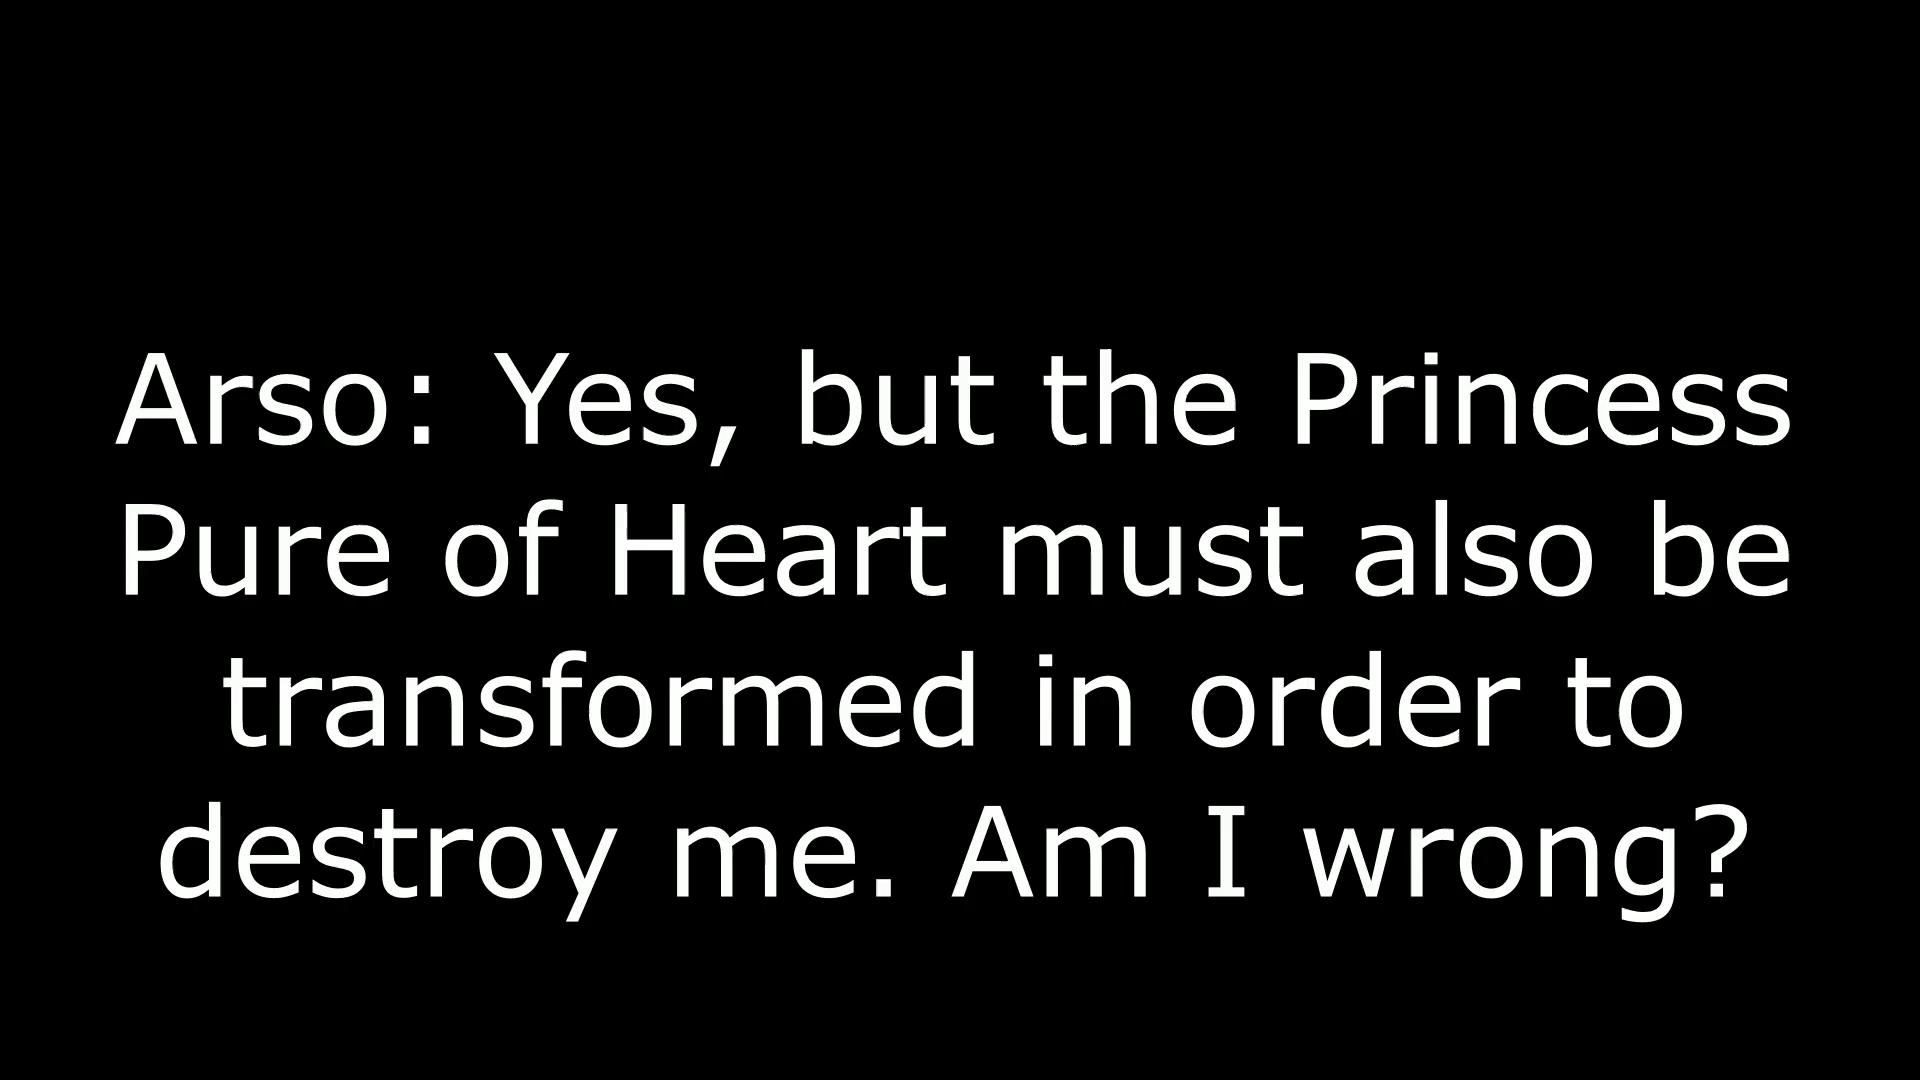 Arso: Yes, but the Princess
Pure of Heart must also be
transformed in order to
destroy me. Am I wrong?